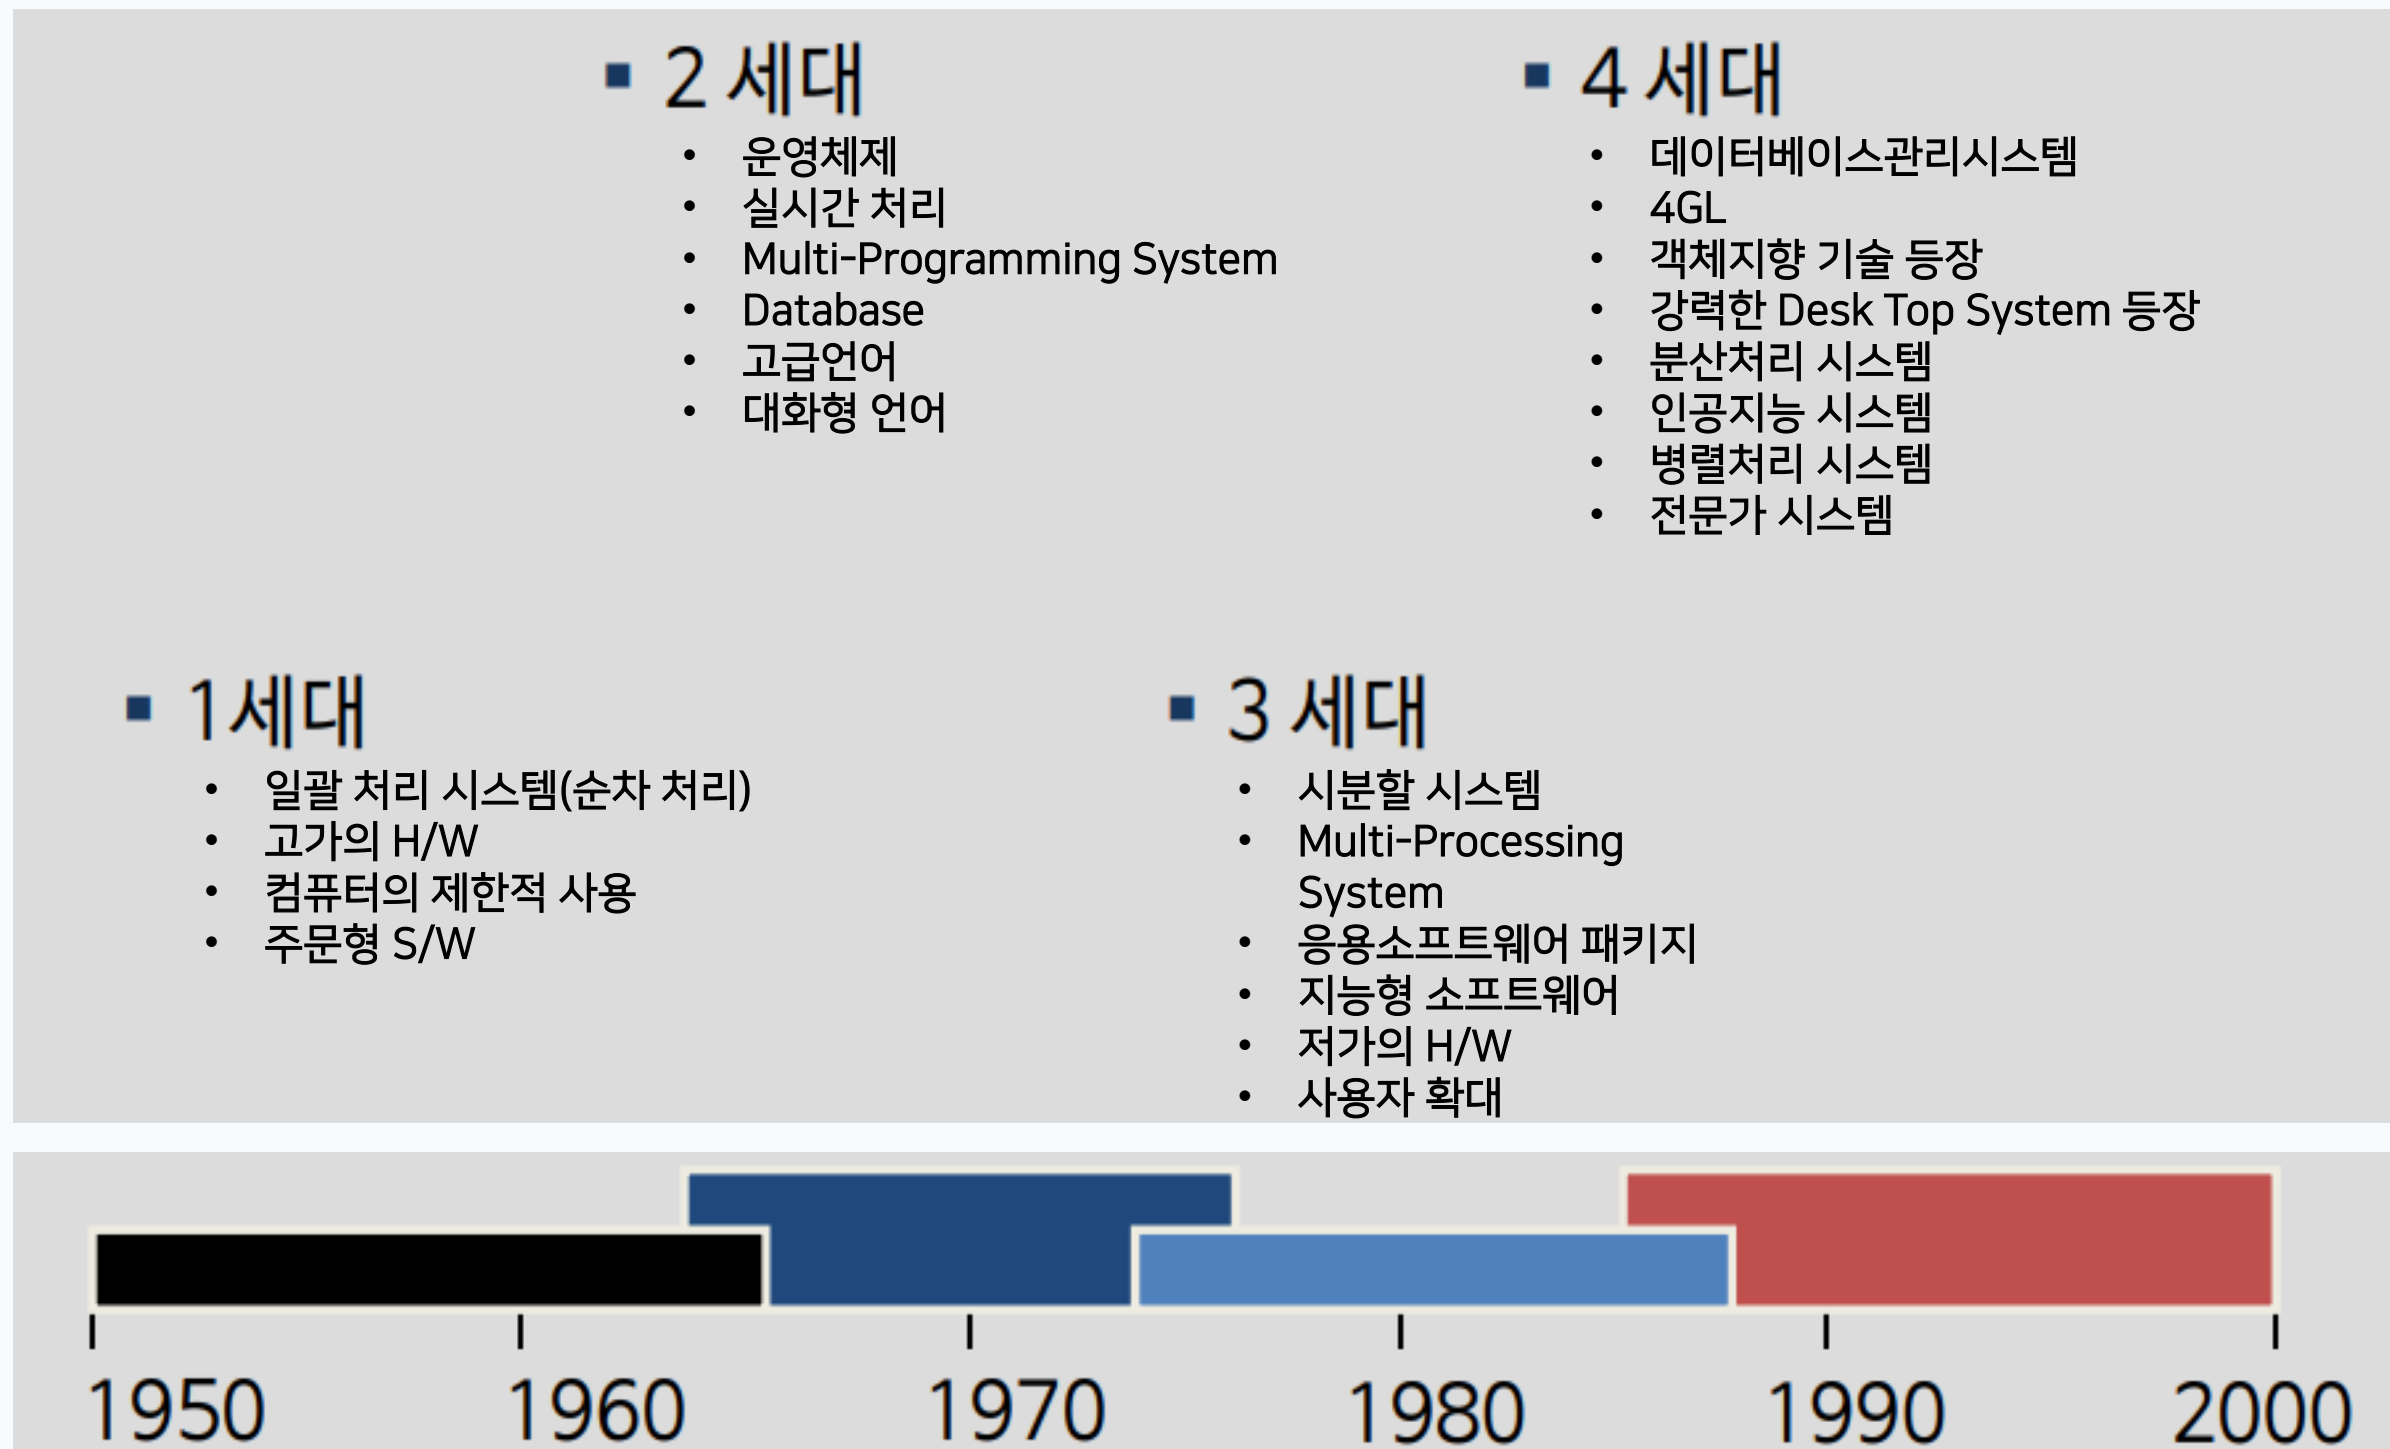 2 세대
운영체제
실시간 처리
Multi-Programming System
Database
고급언어
대화형 언어
4 세대
데이터베이스관리시스템
4GL
객체지향 기술 등장
강력한 Desk Top System 등장
분산처리 시스템
인공지능 시스템
병렬처리 시스템
전문가 시스템
1세대
일괄 처리 시스템(순차 처리)
고가의 H/W
컴퓨터의 제한적 사용
주문형 S/W
3 세대
시분할 시스템
Multi-Processing
System
응용소프트웨어 패키지
지능형 소프트웨어
저가의 H/W
사용자 확대
1950 1960 1970 1980 1990 2000